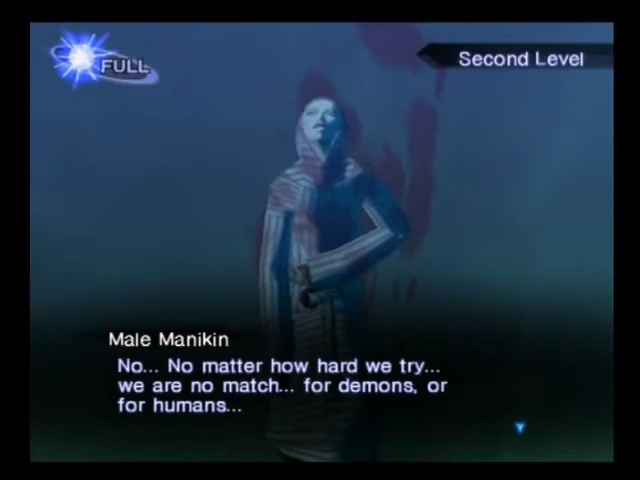 FULL
Second Level
Male Manikin
No... No matter how hard we try...
we are no match... for demons, or
for humans...